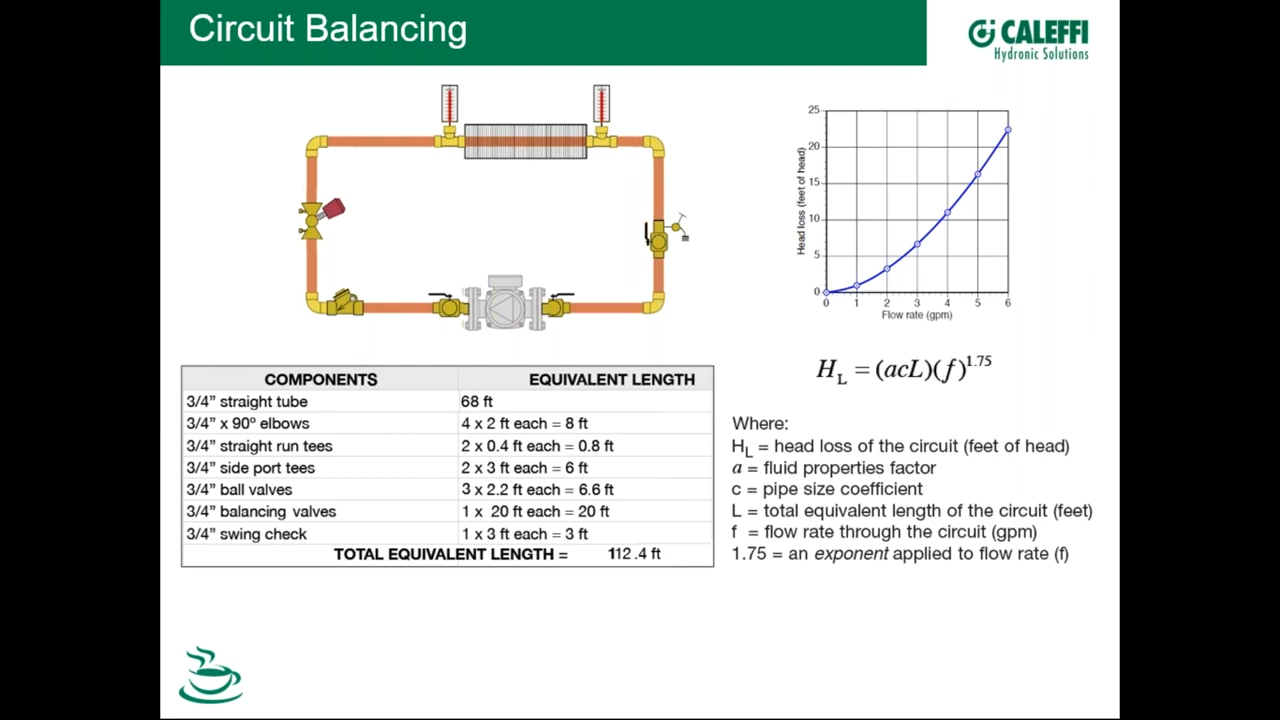 Circuit Balancing
CALEFFI
Hydronic Solutions
25
20
15
10
5
0
Head loss (feet of head)
0 1 2 3 4 5 6
Flow rate (gpm)
H_L = (acL)(f)^1.75
COMPONENTS EQUIVALENT LENGTH
3/4” straight tube 68 ft
3/4” x 90º elbows 4 x 2 ft each = 8 ft
3/4” straight run tees 2 x 0.4 ft each = 0.8 ft
3/4” side port tees 2 x 3 ft each = 6 ft
3/4” ball valves 3 x 2.2 ft each = 6.6 ft
3/4” balancing valves 1 x 20 ft each = 20 ft
3/4” swing check 1 x 3 ft each = 3 ft
TOTAL EQUIVALENT LENGTH = 112.4 ft
Where:
H_L = head loss of the circuit (feet of head)
a = fluid properties factor
c = pipe size coefficient
L = total equivalent length of the circuit (feet)
f = flow rate through the circuit (gpm)
1.75 = an exponent applied to flow rate (f)